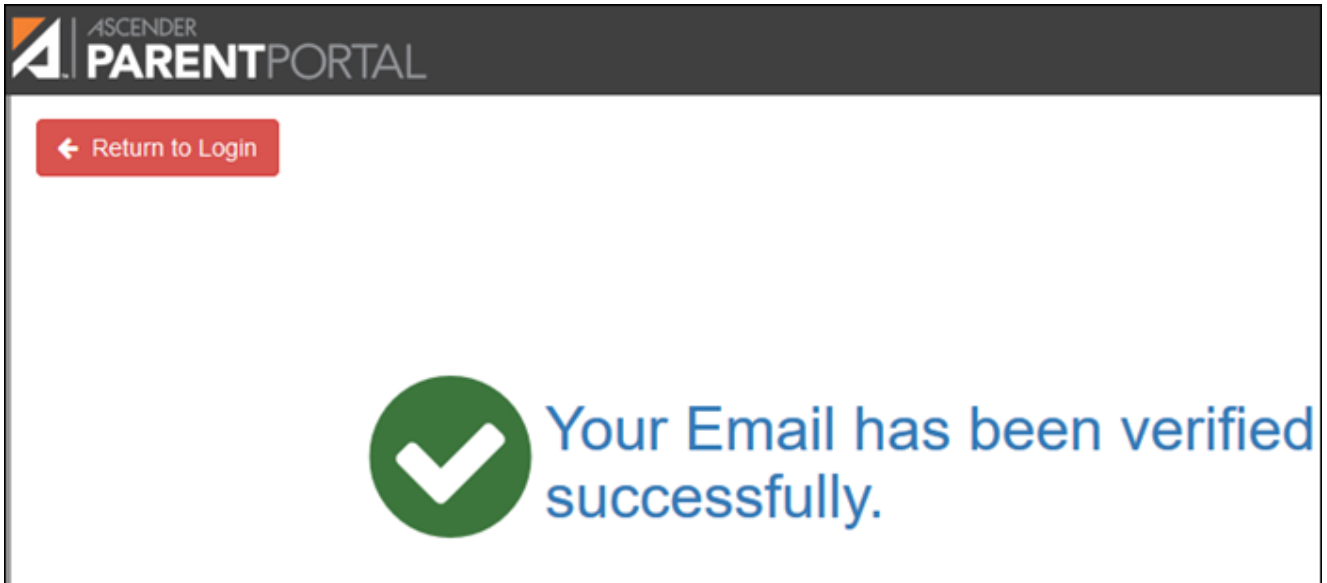 ASCENDER
PARENTPORTAL
Return to Login
Your Email has been verified
successfully.